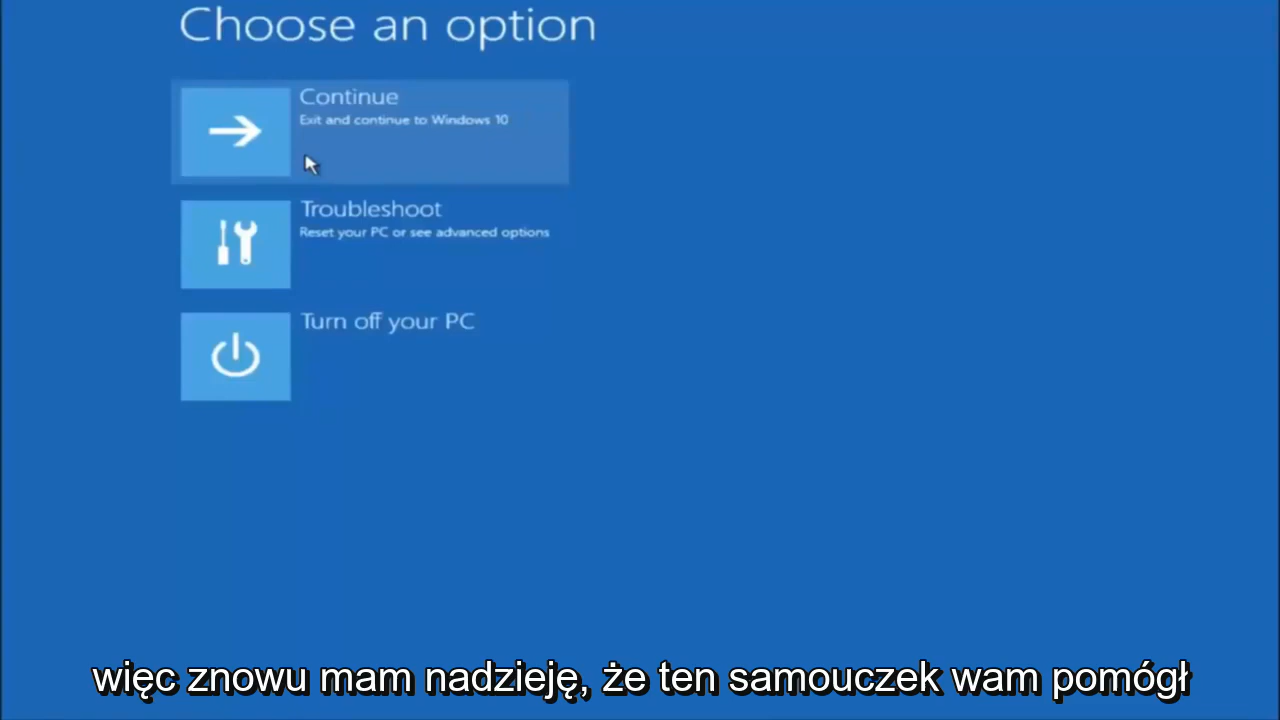 Choose an option
Continue
Exit and continue to Windows 10
Troubleshoot
Reset your PC or see advanced options
Turn off your PC
więc znowu mam nadzieję, że ten samouczek wam pomógł